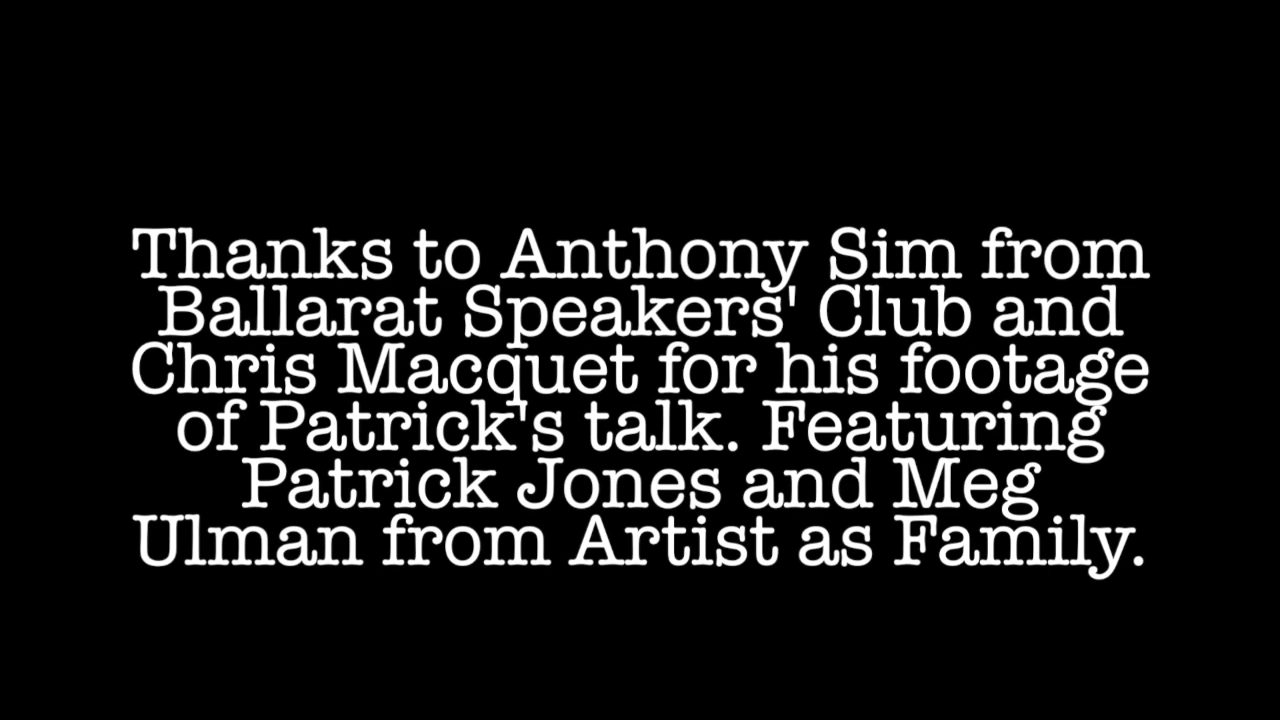 Thanks to Anthony Sim from
Ballarat Speakers' Club and
Chris Macquet for his footage
of Patrick's talk. Featuring
Patrick Jones and Meg
Ulman from Artist as Family.